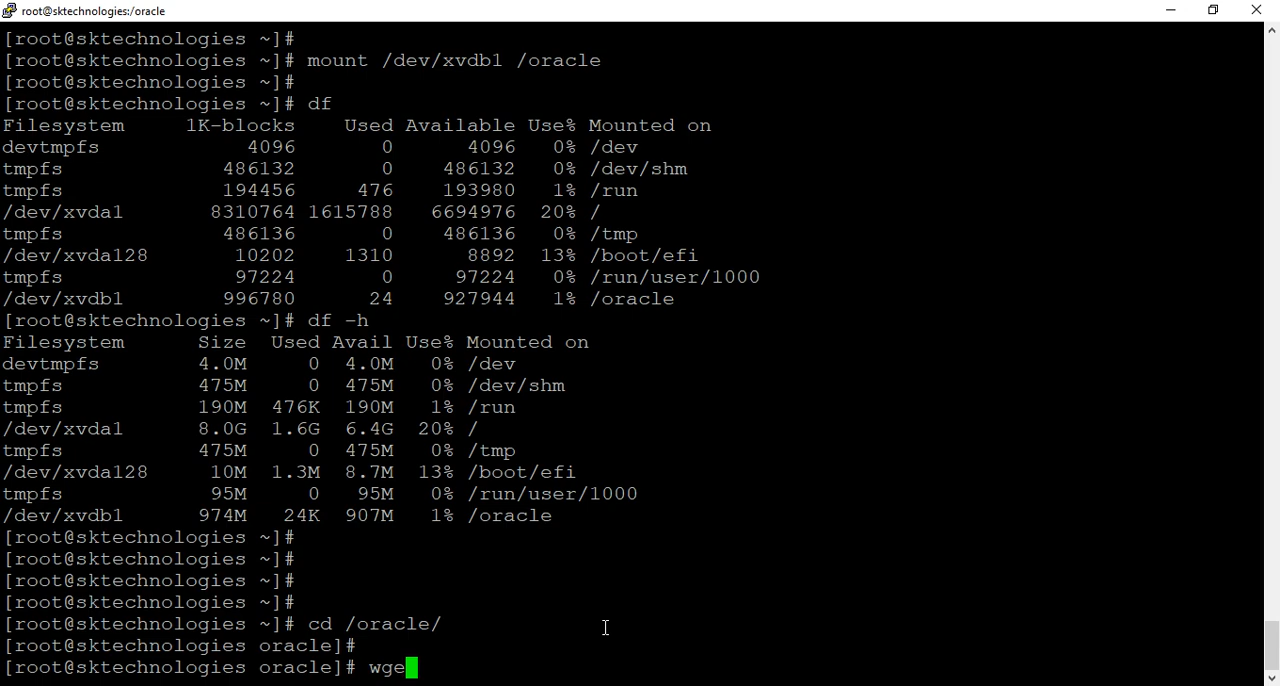 root@sktechnologies:/oracle
[root@sktechnologies ~]#
[root@sktechnologies ~]# mount /dev/xvdb1 /oracle
[root@sktechnologies ~]#
[root@sktechnologies ~]# df
Filesystem     1K-blocks    Used Available Use% Mounted on
devtmpfs            4096       0      4096   0% /dev
tmpfs             486132       0    486132   0% /dev/shm
tmpfs             194456     476    193980   1% /run
/dev/xvda1       8310764 1615788   6694976  20% /
tmpfs             486136       0    486136   0% /tmp
/dev/xvda128       10202    1310      8892  13% /boot/efi
tmpfs              97224       0     97224   0% /run/user/1000
/dev/xvdb1        996780      24    927944   1% /oracle
[root@sktechnologies ~]# df -h
Filesystem      Size  Used Avail Use% Mounted on
devtmpfs        4.0M     0  4.0M   0% /dev
tmpfs           475M     0  475M   0% /dev/shm
tmpfs           190M  476K  190M   1% /run
/dev/xvda1      8.0G  1.6G  6.4G  20% /
tmpfs           475M     0  475M   0% /tmp
/dev/xvda128     10M  1.3M  8.7M  13% /boot/efi
tmpfs            95M     0   95M   0% /run/user/1000
/dev/xvdb1      974M   24K  907M   1% /oracle
[root@sktechnologies ~]#
[root@sktechnologies ~]#
[root@sktechnologies ~]#
[root@sktechnologies ~]#
[root@sktechnologies ~]# cd /oracle/
[root@sktechnologies oracle]#
[root@sktechnologies oracle]# wge